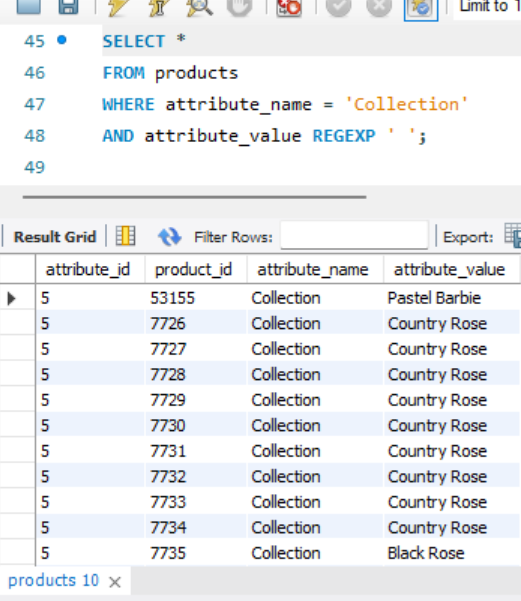 Limit to 1
45 SELECT *
46 FROM products
47 WHERE attribute_name = 'Collection'
48 AND attribute_value REGEXP ' ';
49
Result Grid Filter Rows: Export:
attribute_id product_id attribute_name attribute_value
5 53155 Collection Pastel Barbie
5 7726 Collection Country Rose
5 7727 Collection Country Rose
5 7728 Collection Country Rose
5 7729 Collection Country Rose
5 7730 Collection Country Rose
5 7731 Collection Country Rose
5 7732 Collection Country Rose
5 7733 Collection Country Rose
5 7734 Collection Country Rose
5 7735 Collection Black Rose
products 10